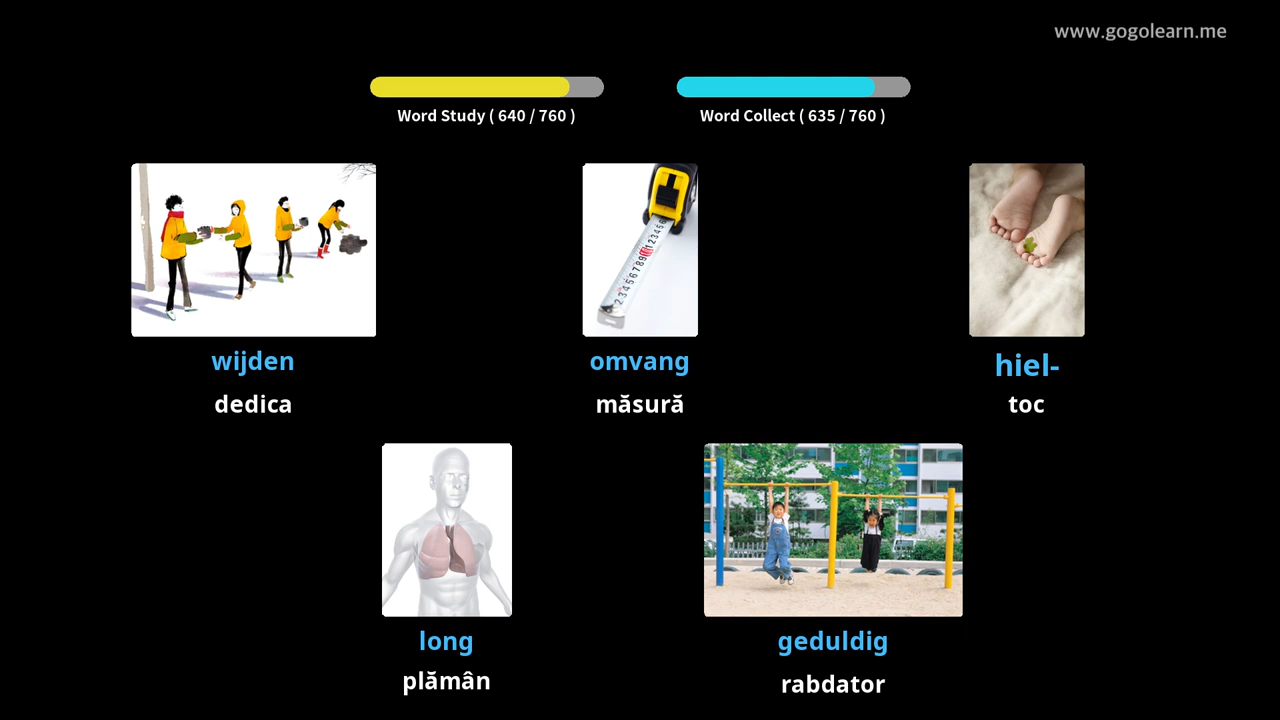 www.gogolearn.me
Word Study ( 640 / 760 )
Word Collect ( 635 / 760 )
wijden
dedica
omvang
măsură
hiel-
toc
long
plămân
geduldig
rabdator